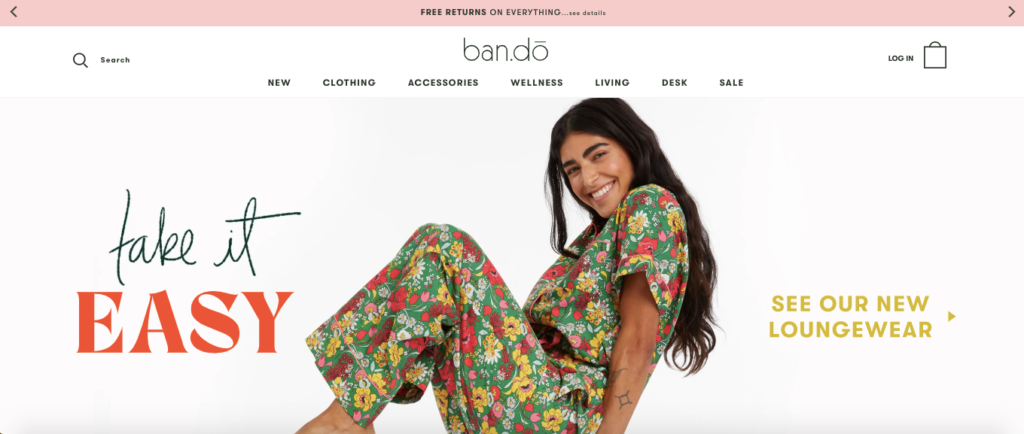 FREE RETURNS ON EVERYTHING...see details
Search
ban.dō
LOG IN
NEW CLOTHING ACCESSORIES WELLNESS LIVING DESK SALE
take it
EASY
SEE OUR NEW
LOUNGEWEAR